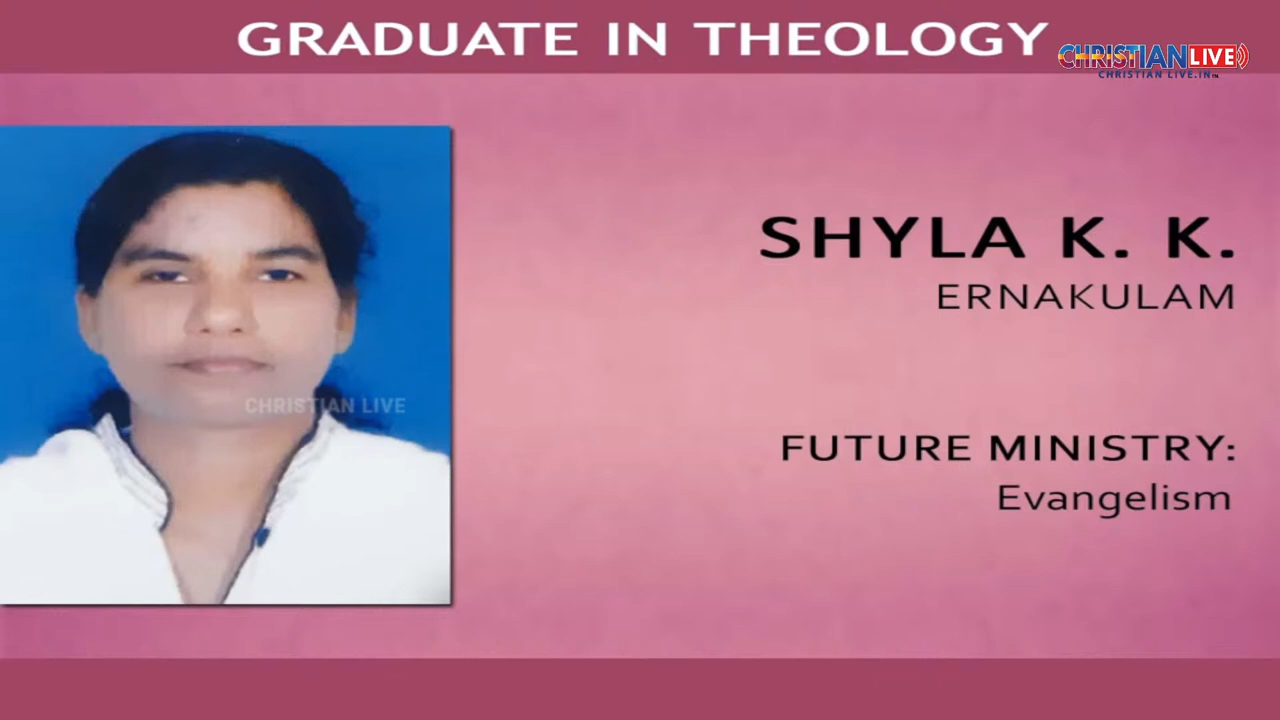 GRADUATE IN THEOLOGY
CHRISTIAN LIVE
CHRISTIAN LIVE.IN
SHYLA K. K.
ERNAKULAM
CHRISTIAN LIVE
FUTURE MINISTRY:
Evangelism